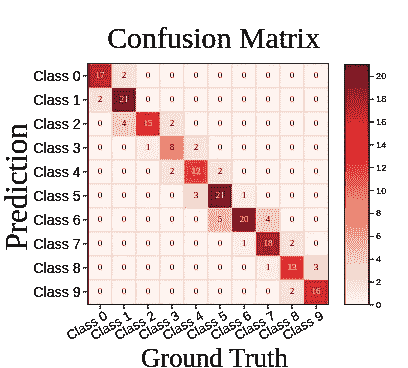 Confusion Matrix
Class 0 17 2 0 0 0 0 0 0 0 0
Class 1 2 21 0 0 0 0 0 0 0 0
Class 2 0 4 15 2 0 0 0 0 0 0
Class 3 0 0 1 8 2 0 0 0 0 0
Class 4 0 0 0 2 12 2 0 0 0 0
Class 5 0 0 0 0 3 21 1 0 0 0
Class 6 0 0 0 0 0 5 20 4 0 0
Class 7 0 0 0 0 0 0 1 18 2 0
Class 8 0 0 0 0 0 0 0 1 13 3
Class 9 0 0 0 0 0 0 0 0 2 16
Class 0 Class 1 Class 2 Class 3 Class 4 Class 5 Class 6 Class 7 Class 8 Class 9
Ground Truth
Prediction
20
18
16
14
12
10
8
6
4
2
0